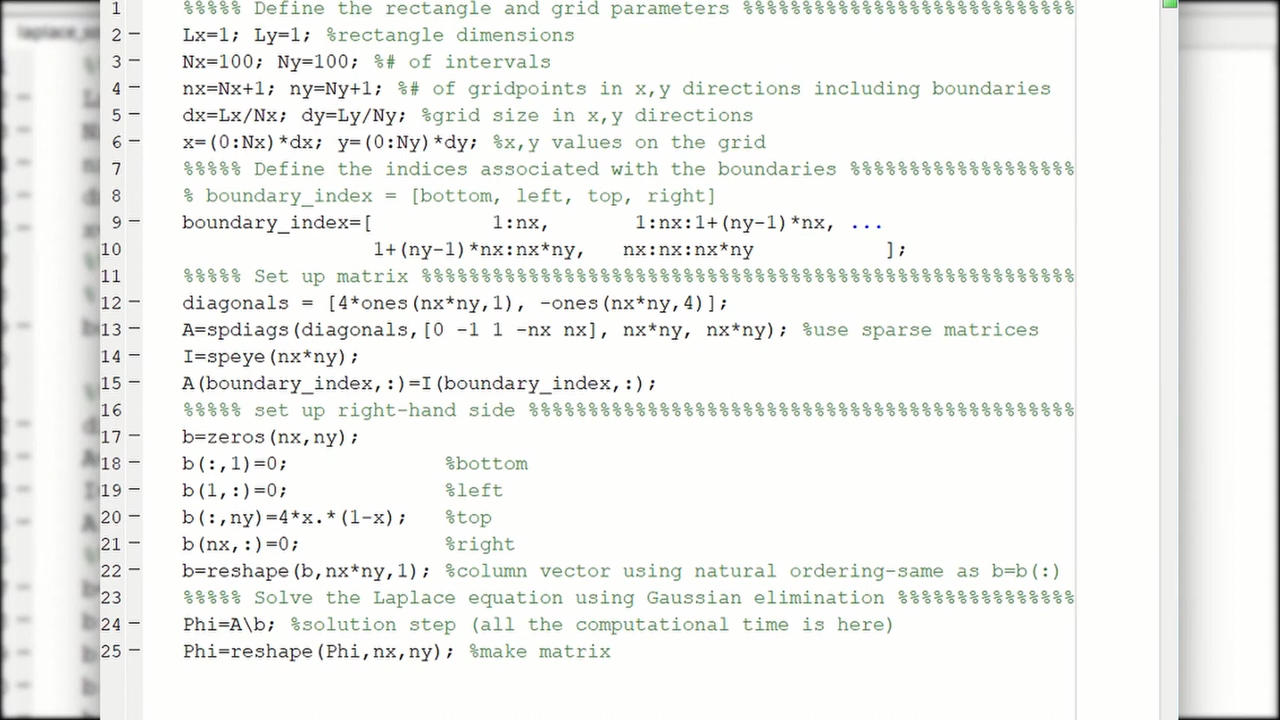 1 %%%%% Define the rectangle and grid parameters %%%%%%%%%%%%%%%%%%%%%%%%%%%%
2 Lx=1; Ly=1; %rectangle dimensions
3 Nx=100; Ny=100; %# of intervals
4 nx=Nx+1; ny=Ny+1; %# of gridpoints in x,y directions including boundaries
5 dx=Lx/Nx; dy=Ly/Ny; %grid size in x,y directions
6 x=(0:Nx)*dx; y=(0:Ny)*dy; %x,y values on the grid
7 %%%%% Define the indices associated with the boundaries %%%%%%%%%%%%%%%%%%%
8 % boundary_index = [bottom, left, top, right]
9 boundary_index=[ 1:nx, 1:nx:1+(ny-1)*nx, ...
10 1+(ny-1)*nx:nx*ny, nx:nx:nx*ny ];
11 %%%%% Set up matrix %%%%%%%%%%%%%%%%%%%%%%%%%%%%%%%%%%%%%%%%%%%%%%%%%%%%%%%
12 diagonals = [4*ones(nx*ny,1), -ones(nx*ny,4)];
13 A=spdiags(diagonals,[0 -1 1 -nx nx], nx*ny, nx*ny); %use sparse matrices
14 I=speye(nx*ny);
15 A(boundary_index,:)=I(boundary_index,:);
16 %%%%% set up right-hand side %%%%%%%%%%%%%%%%%%%%%%%%%%%%%%%%%%%%%%%%%%%%%%
17 b=zeros(nx,ny);
18 b(:,1)=0; %bottom
19 b(1,:)=0; %left
20 b(:,ny)=4*x.*(1-x); %top
21 b(nx,:)=0; %right
22 b=reshape(b,nx*ny,1); %column vector using natural ordering-same as b=b(:)
23 %%%%% Solve the Laplace equation using Gaussian elimination %%%%%%%%%%%%%%%
24 Phi=A\b; %solution step (all the computational time is here)
25 Phi=reshape(Phi,nx,ny); %make matrix